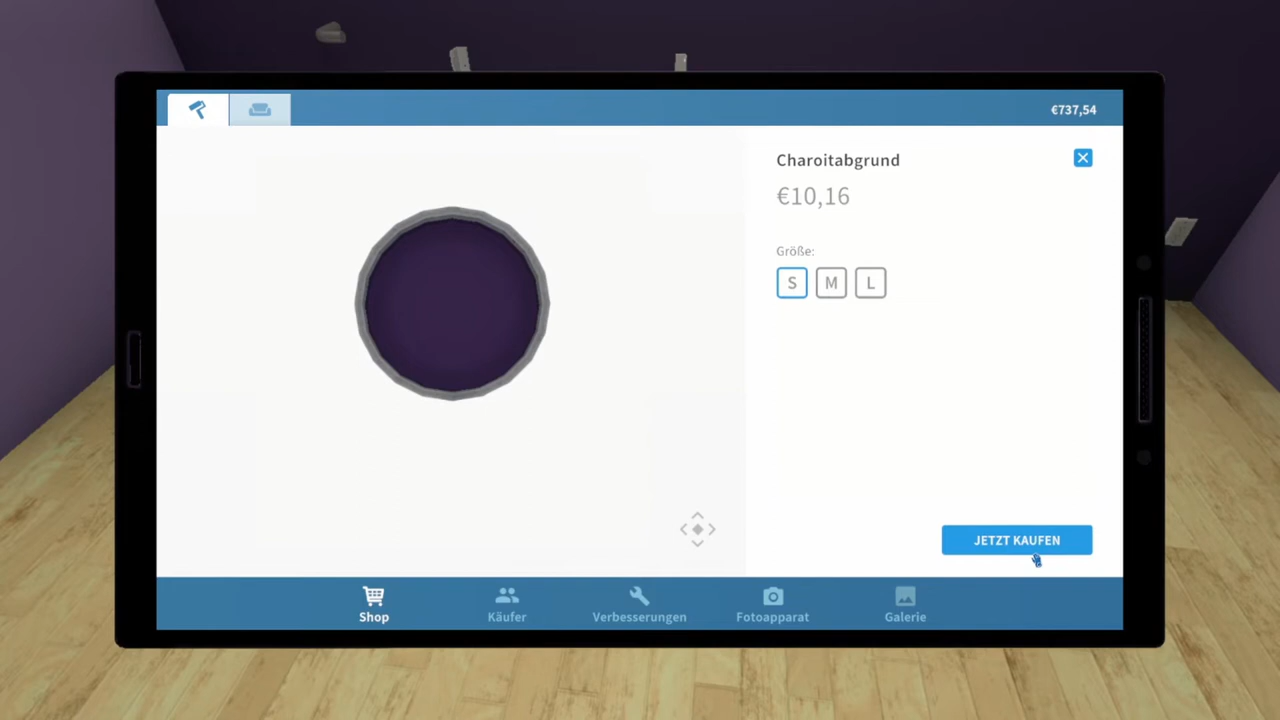 €737,54
Charoitabgrund
€10,16
Größe:
S M L
JETZT KAUFEN
Shop Käufer Verbesserungen Fotoapparat Galerie